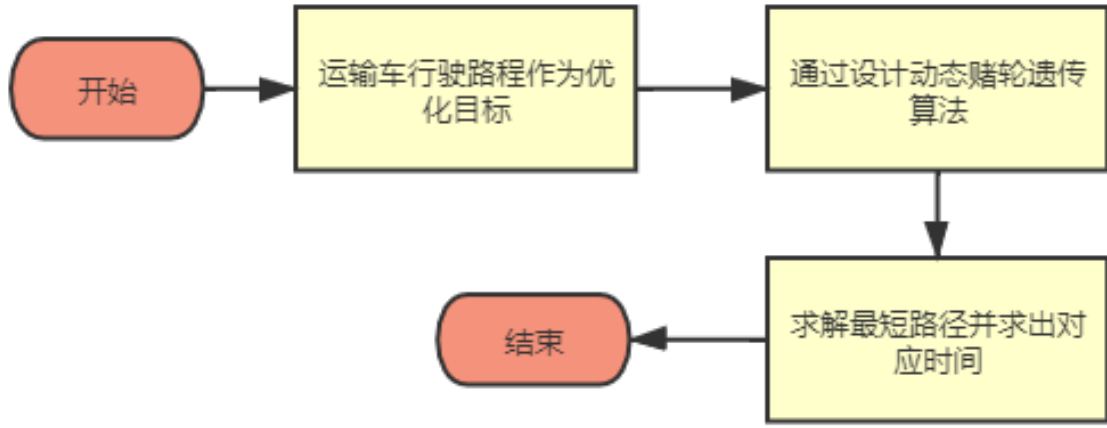 开始
运输车行驶路程作为优
化目标
通过设计动态赌轮遗传
算法
求解最短路径并求出对
应时间
结束